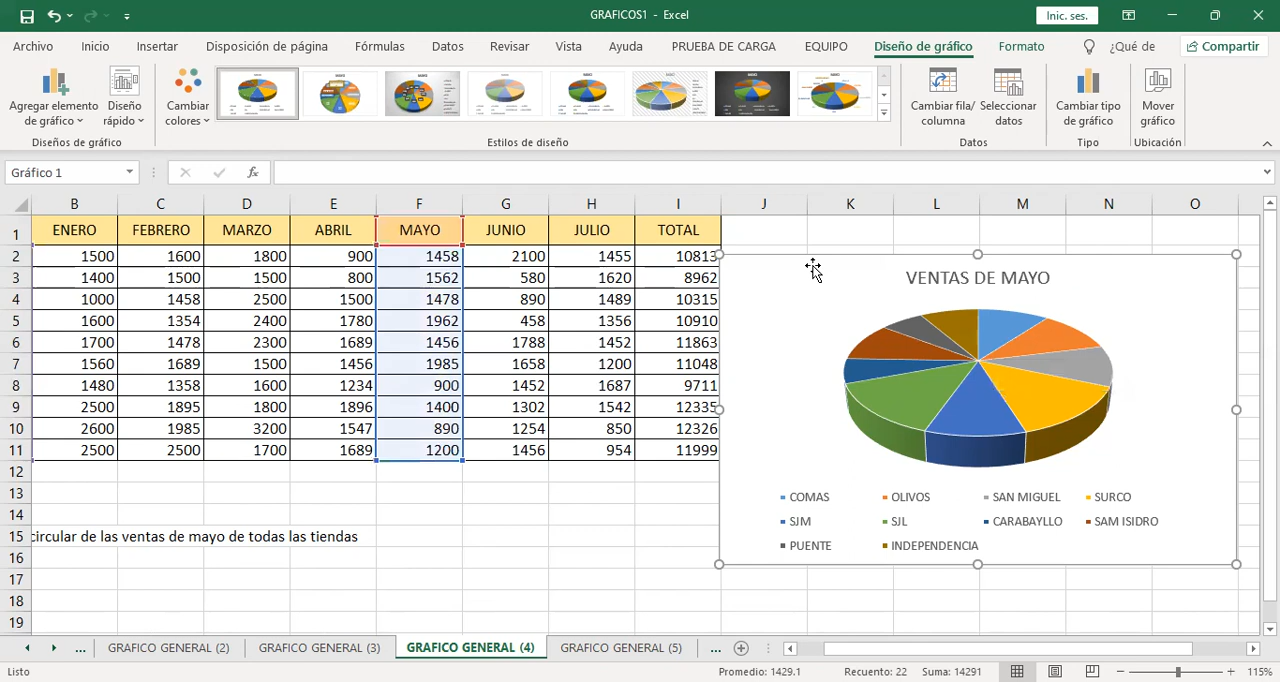 GRAFICOS1 - Excel
Inic. ses.
Archivo Inicio Insertar Disposición de página Fórmulas Datos Revisar Vista Ayuda PRUEBA DE CARGA EQUIPO Diseño de gráfico Formato ¿Qué de Compartir
Agregar elemento de gráfico
Diseño rápido
Cambiar colores
Cambiar fila/ columna
Seleccionar datos
Cambiar tipo de gráfico
Mover gráfico
Diseños de gráfico Estilos de diseño Datos Tipo Ubicación
Gráfico 1 fx
B C D E F G H I J K L M N O
1 ENERO FEBRERO MARZO ABRIL MAYO JUNIO JULIO TOTAL
2 1500 1600 1800 900 1458 2100 1455 10813
3 1400 1500 1500 800 1562 580 1620 8962
4 1000 1458 2500 1500 1478 890 1489 10315
5 1600 1354 2400 1780 1962 458 1356 10910
6 1700 1478 2300 1689 1456 1788 1452 11863
7 1560 1689 1500 1456 1985 1658 1200 11048
8 1480 1358 1600 1234 900 1452 1687 9711
9 2500 1895 1800 1896 1400 1302 1542 12335
10 2600 1985 3200 1547 890 1254 850 12326
11 2500 2500 1700 1689 1200 1456 954 11999
12
13
14
15 circular de las ventas de mayo de todas las tiendas
16
17
18
19
VENTAS DE MAYO
COMAS OLIVOS SAN MIGUEL SURCO
SJM SJL CARABAYLLO SAM ISIDRO
PUENTE INDEPENDENCIA
... GRAFICO GENERAL (2) GRAFICO GENERAL (3) GRAFICO GENERAL (4) GRAFICO GENERAL (5) ...
Listo Promedio: 1429.1 Recuento: 22 Suma: 14291 115%